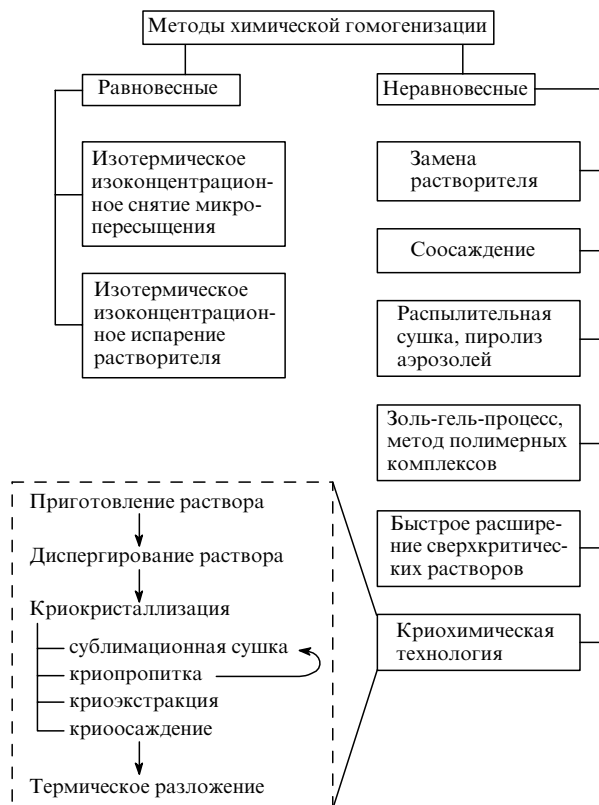 Методы химической гомогенизации
Равновесные
Изотермическое
изоконцентрацион-
ное снятие микро-
пересыщения
Изотермическое
изоконцентрацион-
ное испарение
растворителя
Неравновесные
Замена
растворителя
Соосаждение
Распылительная
сушка, пиролиз
аэрозолей
Золь-гель-процесс,
метод полимерных
комплексов
Быстрое расшире-
ние сверхкритичес-
ких растворов
Криохимическая
технология
Приготовление раствора
Диспергирование раствора
Криокристаллизация
сублимационная сушка
криопропитка
криоэкстракция
криоосаждение
Термическое разложение